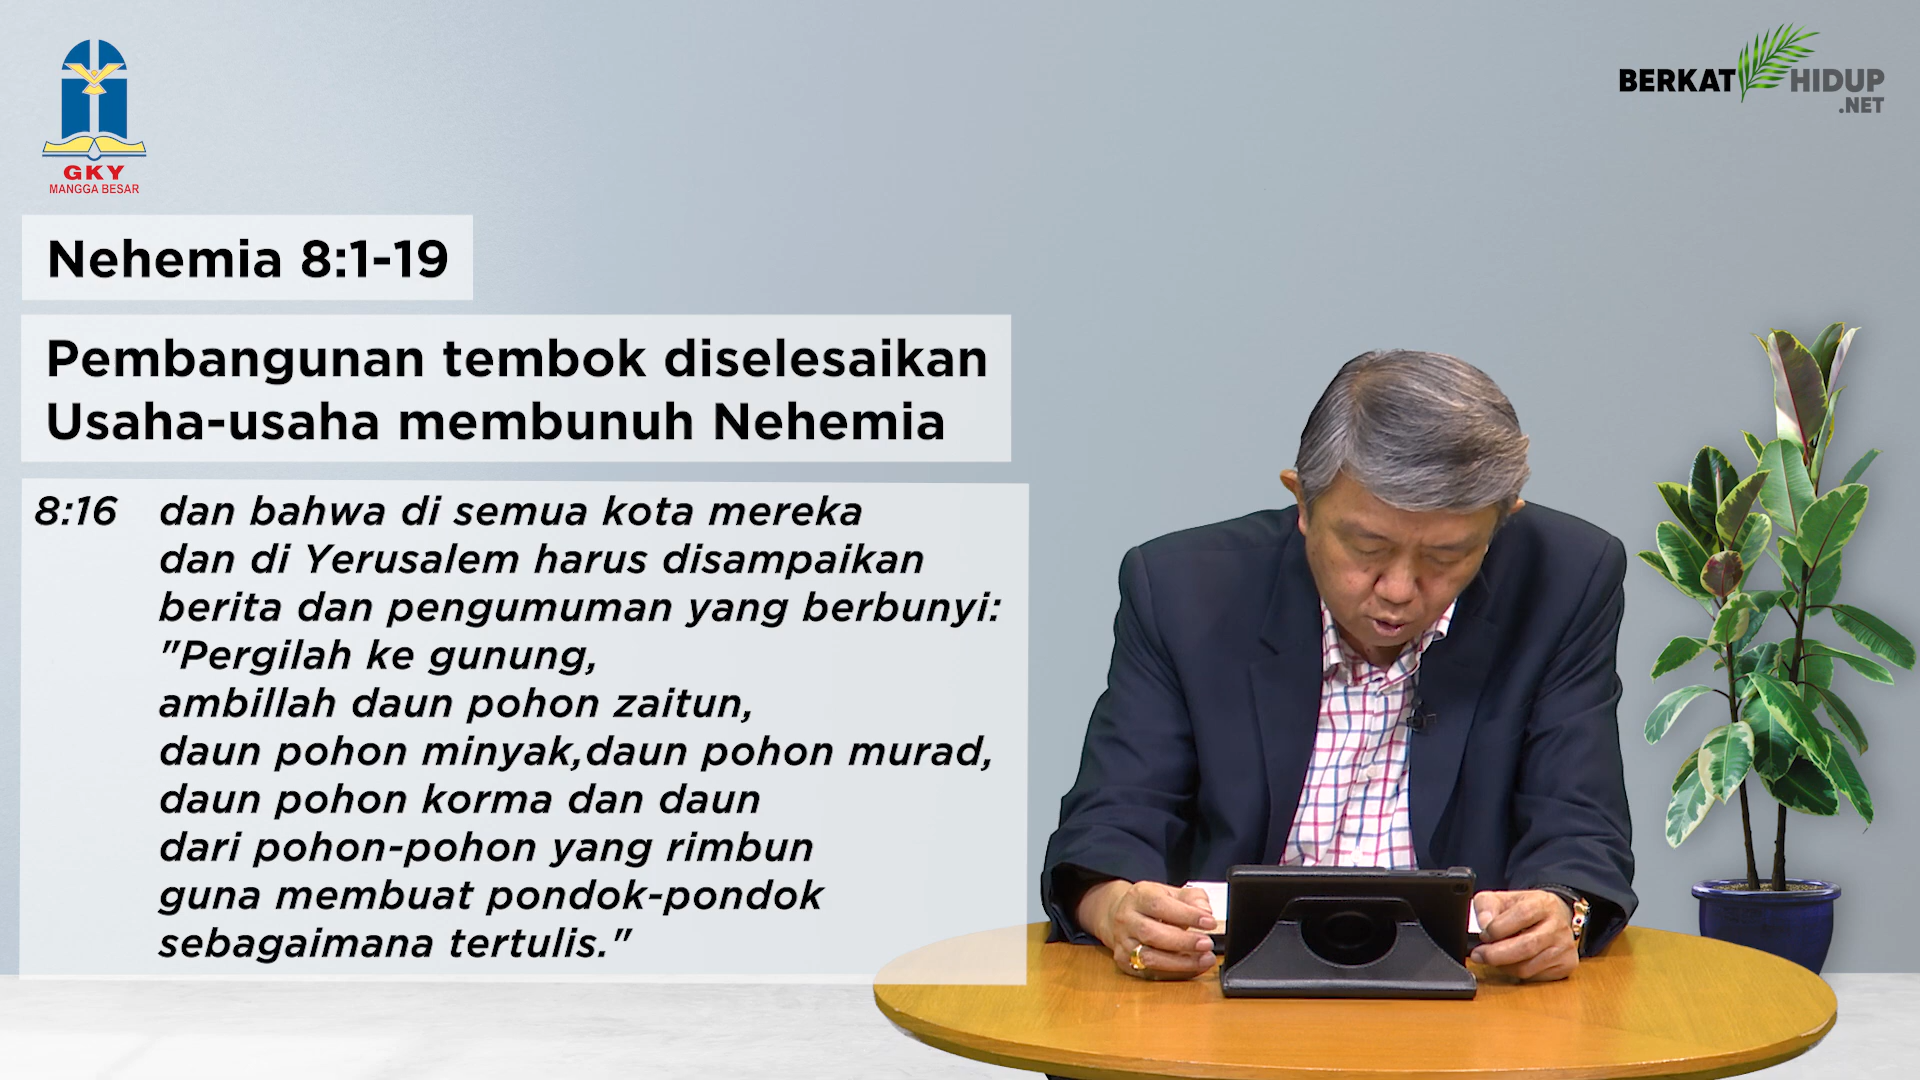 GKY
MANGGA BESAR
BERKAT HIDUP
.NET
Nehemia 8:1-19
Pembangunan tembok diselesaikan
Usaha-usaha membunuh Nehemia
8:16 dan bahwa di semua kota mereka
dan di Yerusalem harus disampaikan
berita dan pengumuman yang berbunyi:
"Pergilah ke gunung,
ambillah daun pohon zaitun,
daun pohon minyak,daun pohon murad,
daun pohon korma dan daun
dari pohon-pohon yang rimbun
guna membuat pondok-pondok
sebagaimana tertulis."